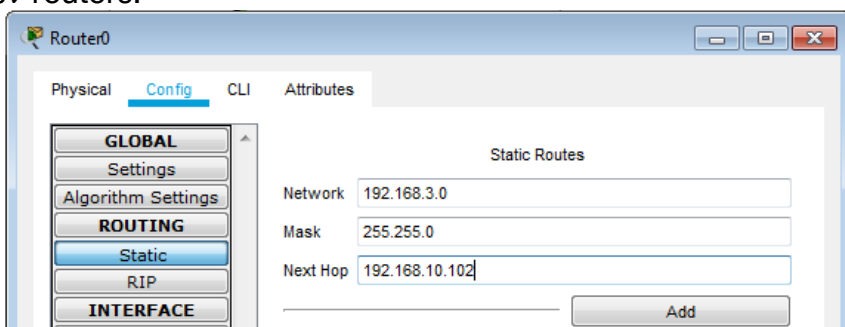 routers.
Router0
Physical Config CLI Attributes
GLOBAL
Settings
Algorithm Settings
ROUTING
Static
RIP
INTERFACE
Static Routes
Network 192.168.3.0
Mask 255.255.0
Next Hop 192.168.10.102
Add